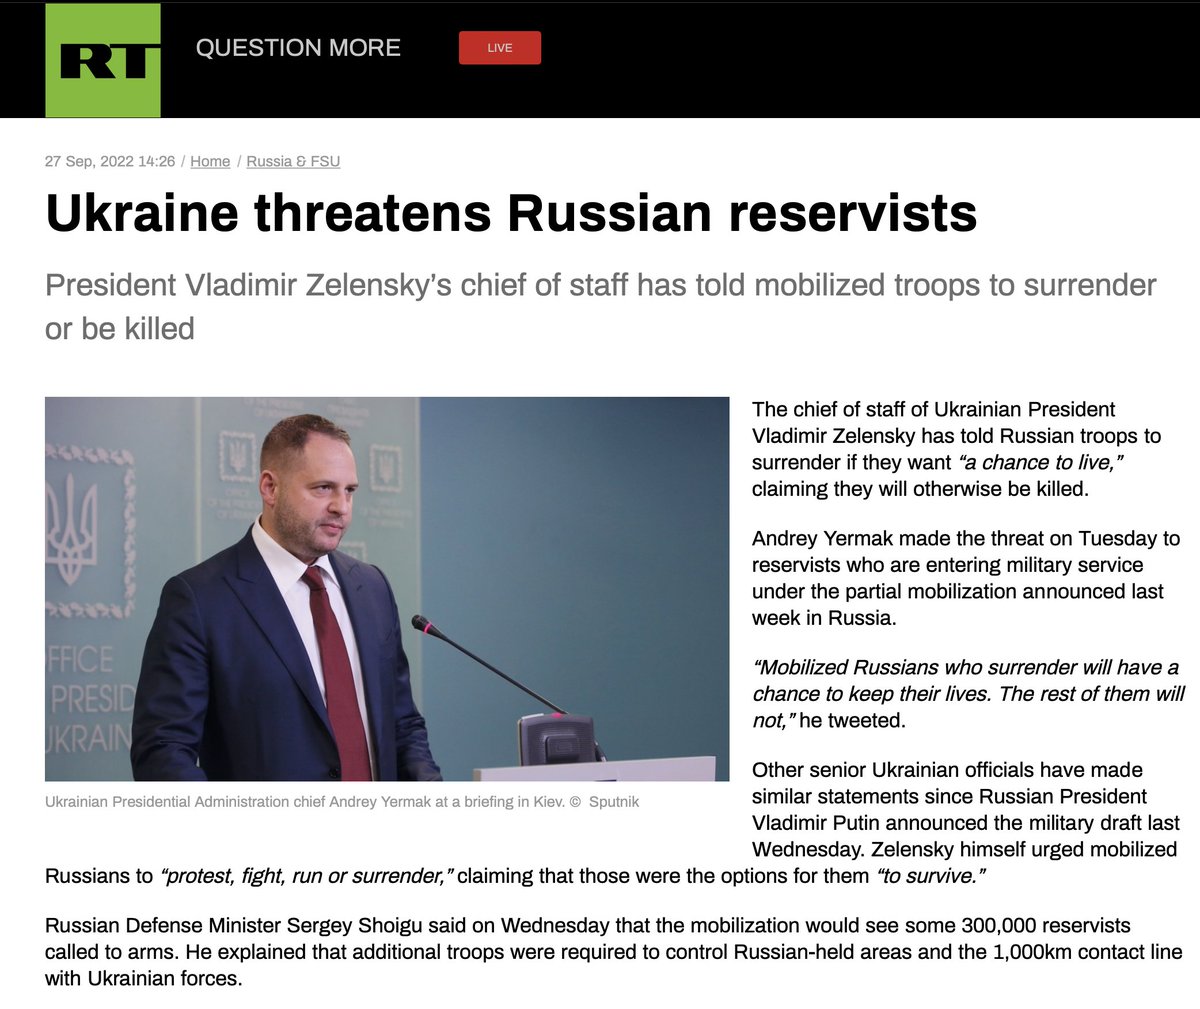 RT
QUESTION MORE
LIVE
27 Sep, 2022 14:26 / Home / Russia & FSU
Ukraine threatens Russian reservists
President Vladimir Zelensky’s chief of staff has told mobilized troops to surrender
or be killed
OFFICE
PRESID
UKRAIN
Ukrainian Presidential Administration chief Andrey Yermak at a briefing in Kiev. © Sputnik
The chief of staff of Ukrainian President
Vladimir Zelensky has told Russian troops to
surrender if they want “a chance to live,”
claiming they will otherwise be killed.
Andrey Yermak made the threat on Tuesday to
reservists who are entering military service
under the partial mobilization announced last
week in Russia.
“Mobilized Russians who surrender will have a
chance to keep their lives. The rest of them will
not,” he tweeted.
Other senior Ukrainian officials have made
similar statements since Russian President
Vladimir Putin announced the military draft last
Wednesday. Zelensky himself urged mobilized
Russians to “protest, fight, run or surrender,” claiming that those were the options for them “to survive.”
Russian Defense Minister Sergey Shoigu said on Wednesday that the mobilization would see some 300,000 reservists
called to arms. He explained that additional troops were required to control Russian-held areas and the 1,000km contact line
with Ukrainian forces.